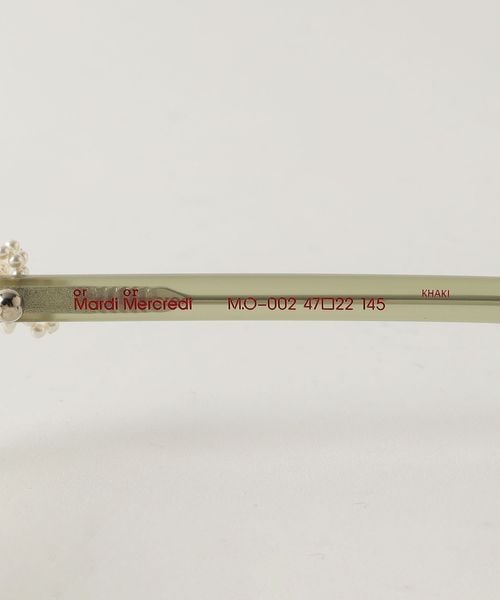 or or
Mardi Mercredi M.O-002 47□22 145 KHAKI